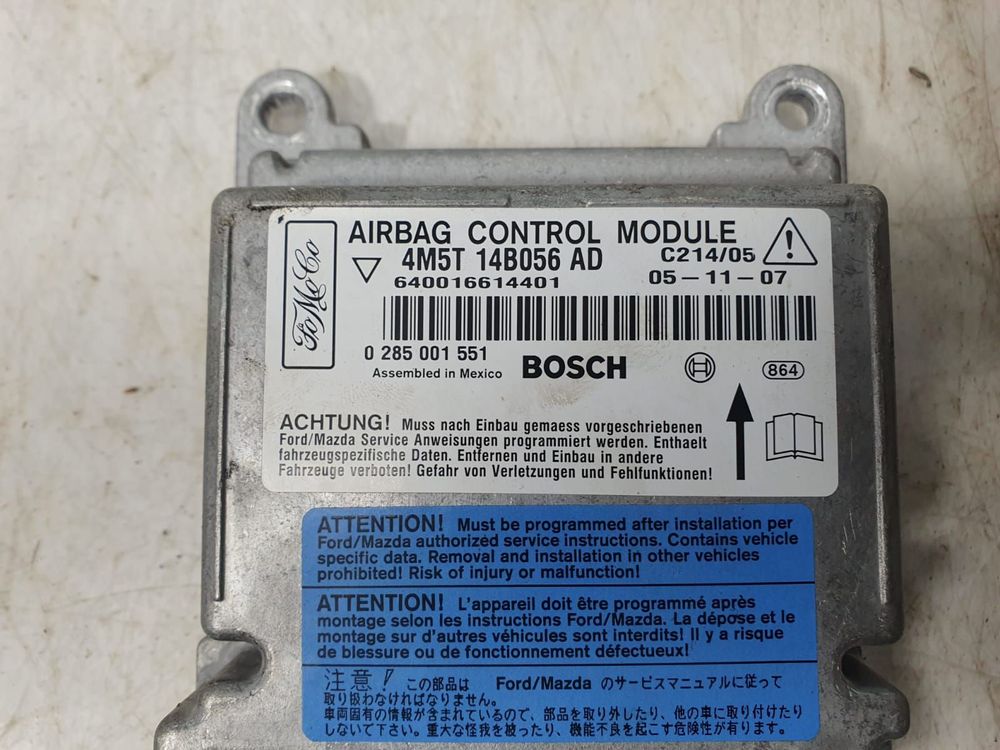 FoMoCo
AIRBAG CONTROL MODULE
4M5T 14B056 AD C214/05
640016614401 05-11-07
0 285 001 551
Assembled in Mexico BOSCH 864
ACHTUNG! Muss nach Einbau gemaess vorgeschriebenen
Ford/Mazda Service Anweisungen programmiert werden. Enthaelt
fahrzeugspezifische Daten. Entfernen und Einbau in andere
Fahrzeuge verboten! Gefahr von Verletzungen und Fehlfunktionen!
ATTENTION! Must be programmed after installation per
Ford/Mazda authorized service instructions. Contains vehicle
specific data. Removal and installation in other vehicles
prohibited! Risk of injury or malfunction!
ATTENTION! L'appareil doit être programmé après
montage selon les instructions Ford/Mazda. La dépose et le
montage sur d'autres véhicules sont interdits! Il y a risque
de blessure ou de fonctionnement défectueux!
注意! この部品は Ford/Mazda のサービスマニュアルに従って
取り扱わなければなりません。
車両固有の情報が含まれているので、部品を取り外したり、他の車に取り付けたり
しないで下さい。重大な怪我を被ったり、機能不良を起こす危険性が有ります。